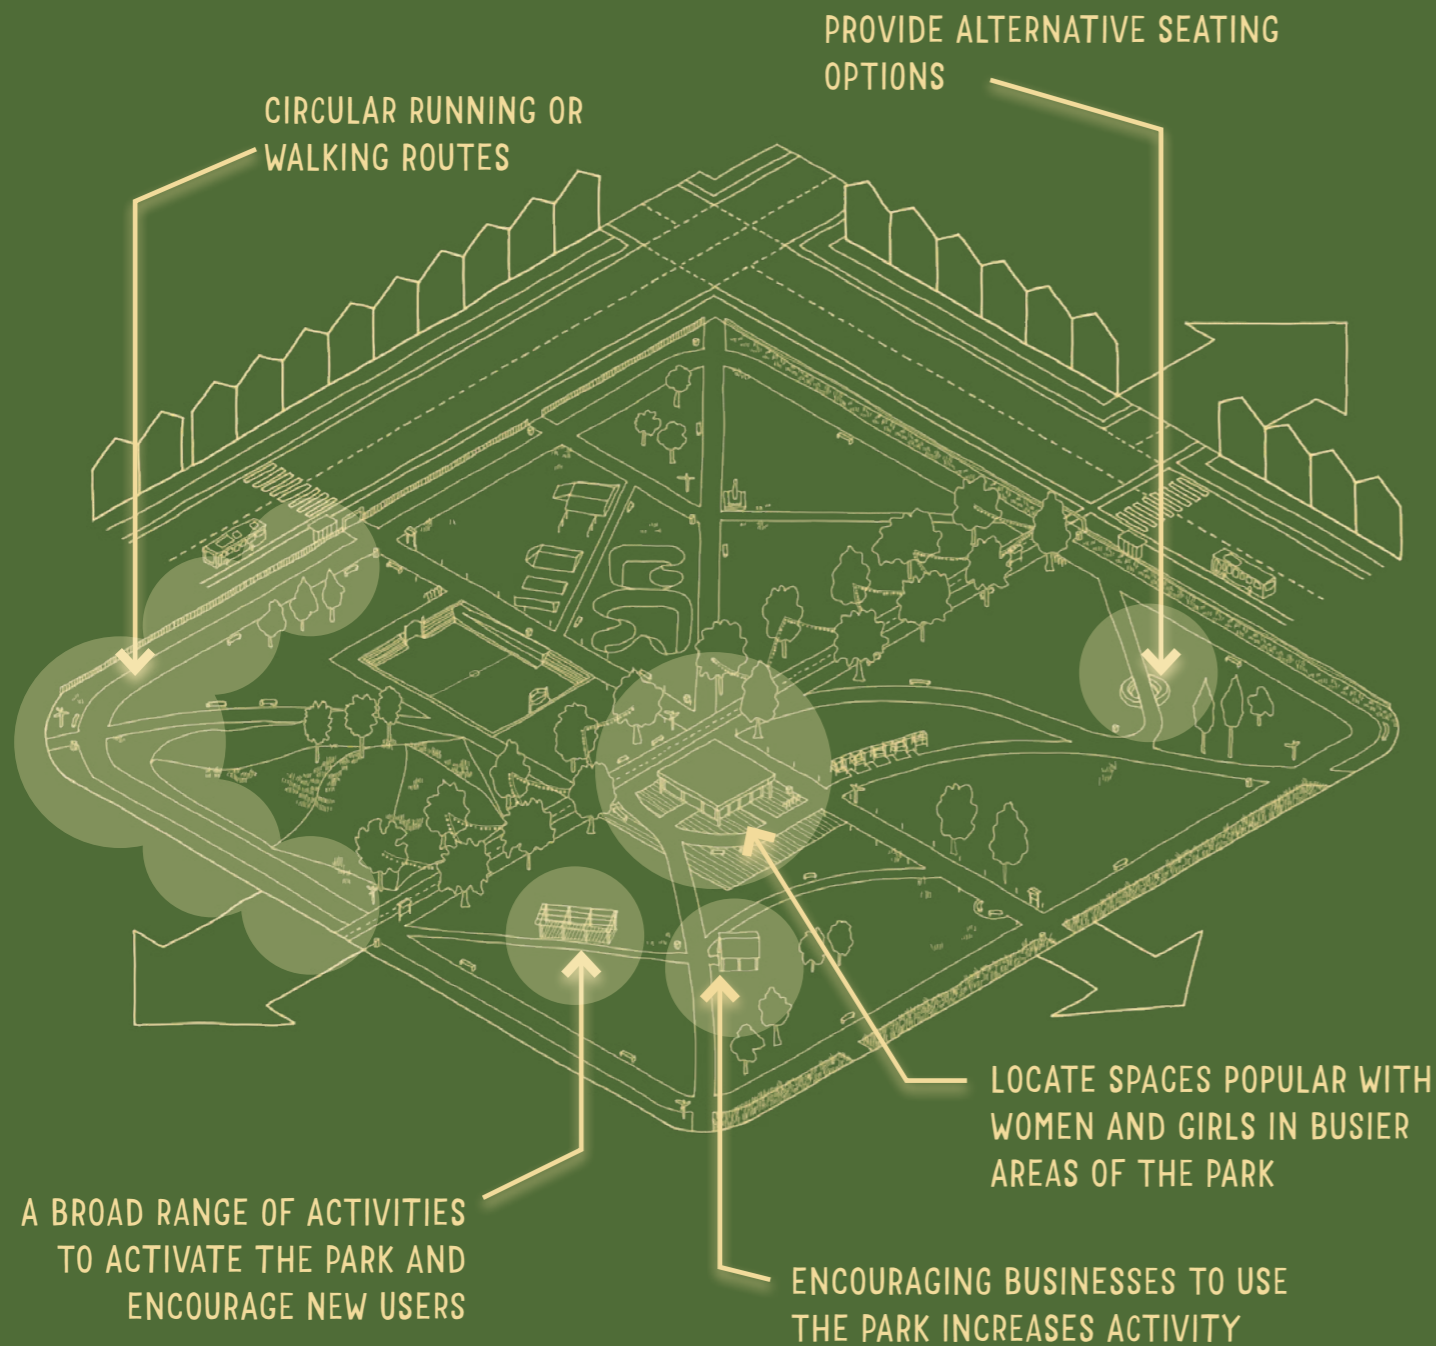 PROVIDE ALTERNATIVE SEATING
OPTIONS
CIRCULAR RUNNING OR
WALKING ROUTES
LOCATE SPACES POPULAR WITH
WOMEN AND GIRLS IN BUSIER
AREAS OF THE PARK
A BROAD RANGE OF ACTIVITIES
TO ACTIVATE THE PARK AND
ENCOURAGE NEW USERS
ENCOURAGING BUSINESSES TO USE
THE PARK INCREASES ACTIVITY